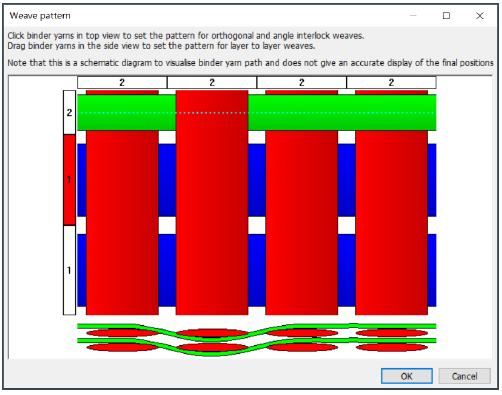 Weave pattern
Click binder yarns in top view to set the pattern for orthogonal and angle interlock weaves.
Drag binder yarns in the side view to set the pattern for layer to layer weaves.
Note that this is a schematic diagram to visualise binder yarn path and does not give an accurate display of the final positions
2 2 2 2
2
1
1
OK Cancel